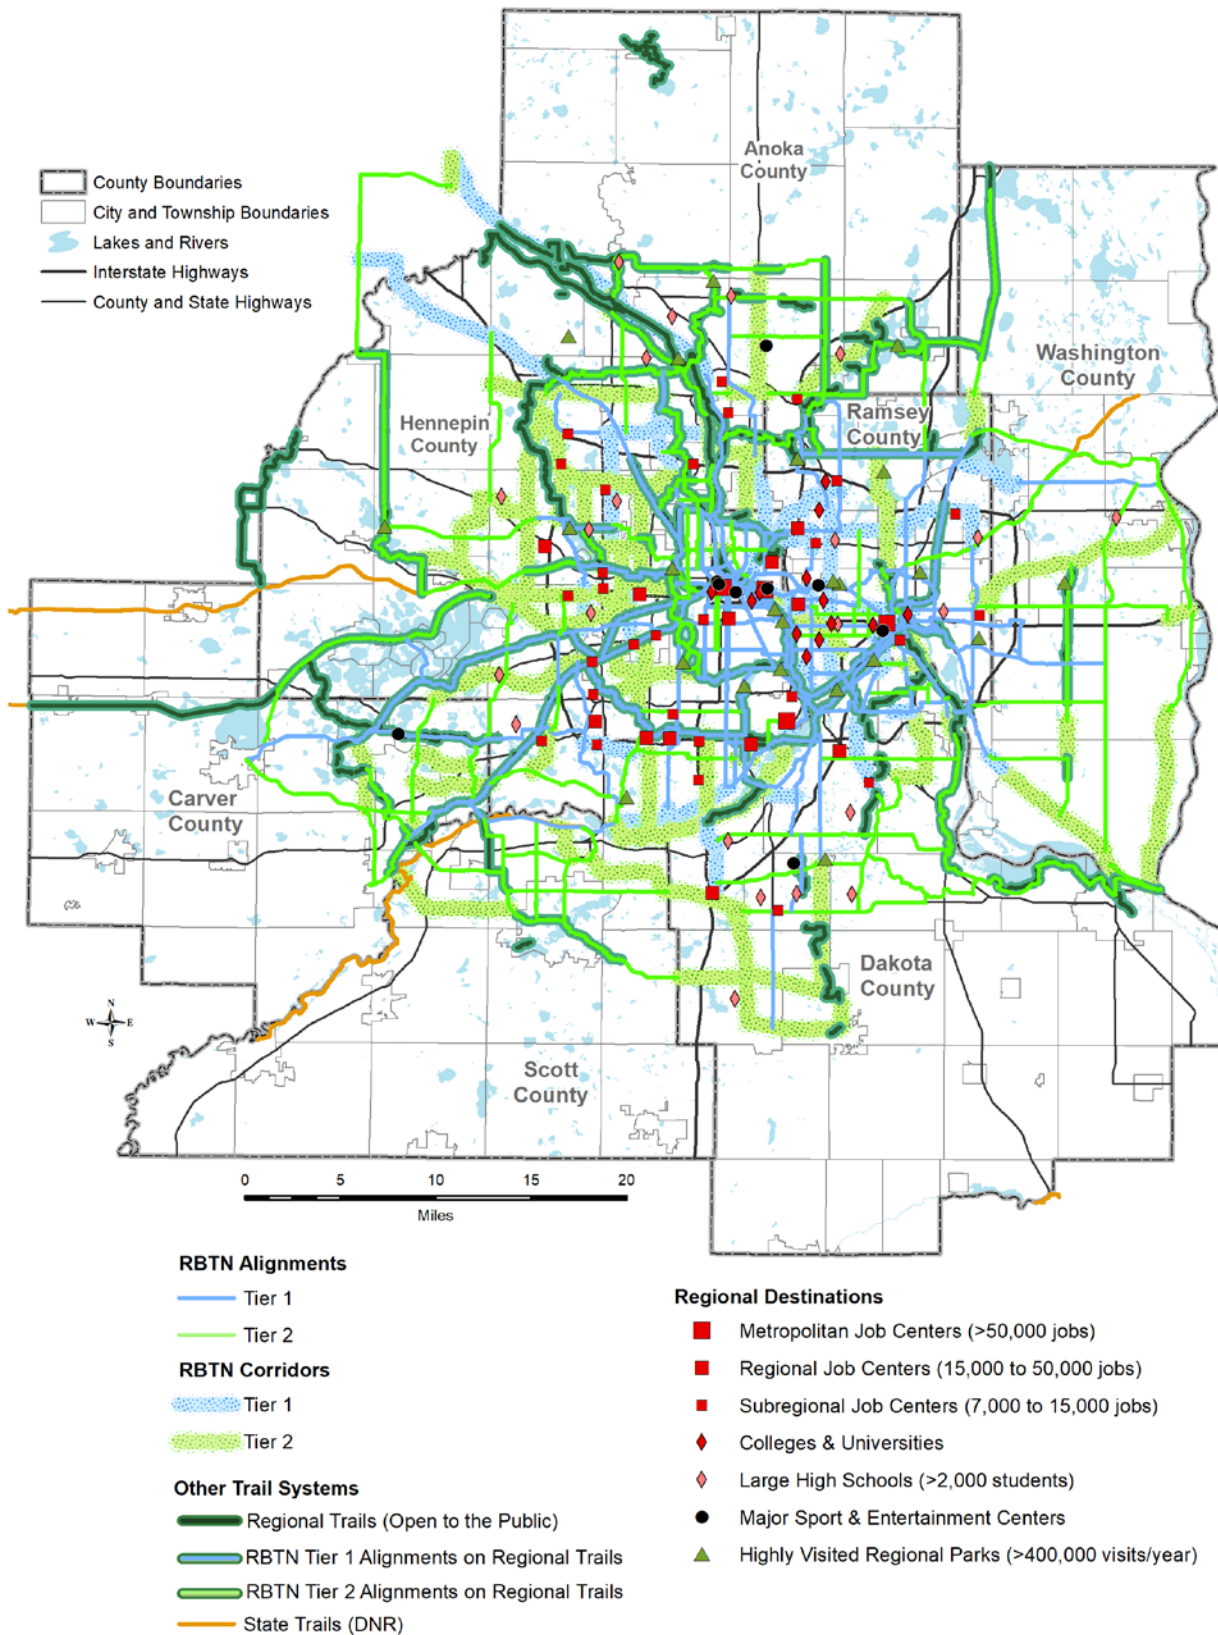 Anoka
County
County Boundaries
City and Township Boundaries
Lakes and Rivers
Interstate Highways
County and State Highways
Washington
County
Hennepin
County
Ramsey
County
Carver
County
Dakota
County
Scott
County
N
W E
S
0 5 10 15 20
Miles
RBTN Alignments
Tier 1
Tier 2
RBTN Corridors
Tier 1
Tier 2
Other Trail Systems
Regional Trails (Open to the Public)
RBTN Tier 1 Alignments on Regional Trails
RBTN Tier 2 Alignments on Regional Trails
State Trails (DNR)
Regional Destinations
Metropolitan Job Centers (>50,000 jobs)
Regional Job Centers (15,000 to 50,000 jobs)
Subregional Job Centers (7,000 to 15,000 jobs)
Colleges & Universities
Large High Schools (>2,000 students)
Major Sport & Entertainment Centers
Highly Visited Regional Parks (>400,000 visits/year)